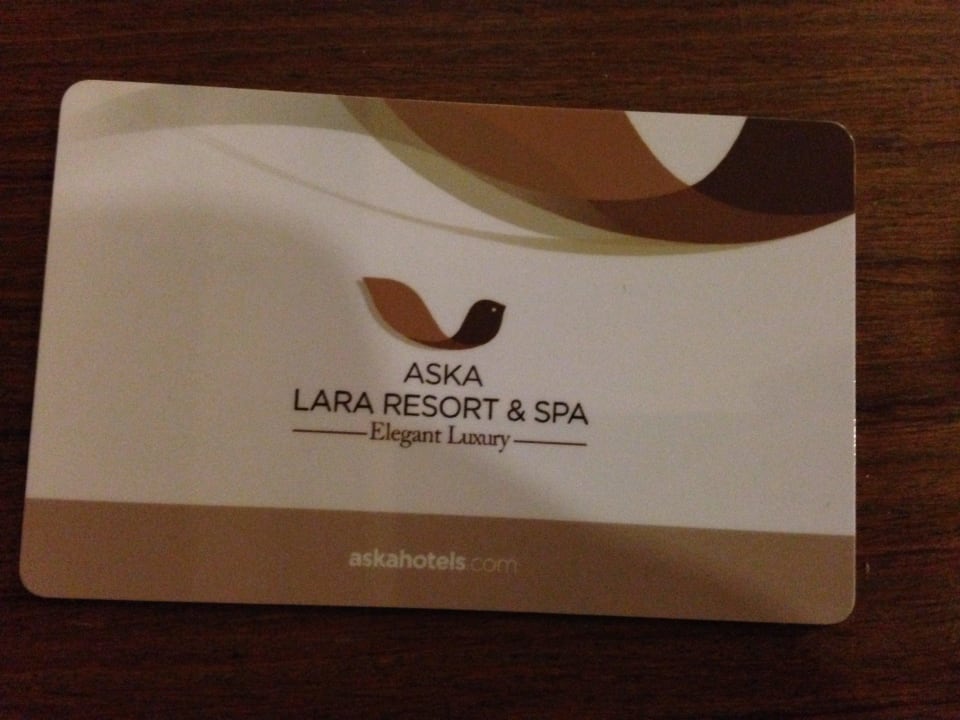 ASKA
LARA RESORT & SPA
Elegant Luxury
askahotels.com